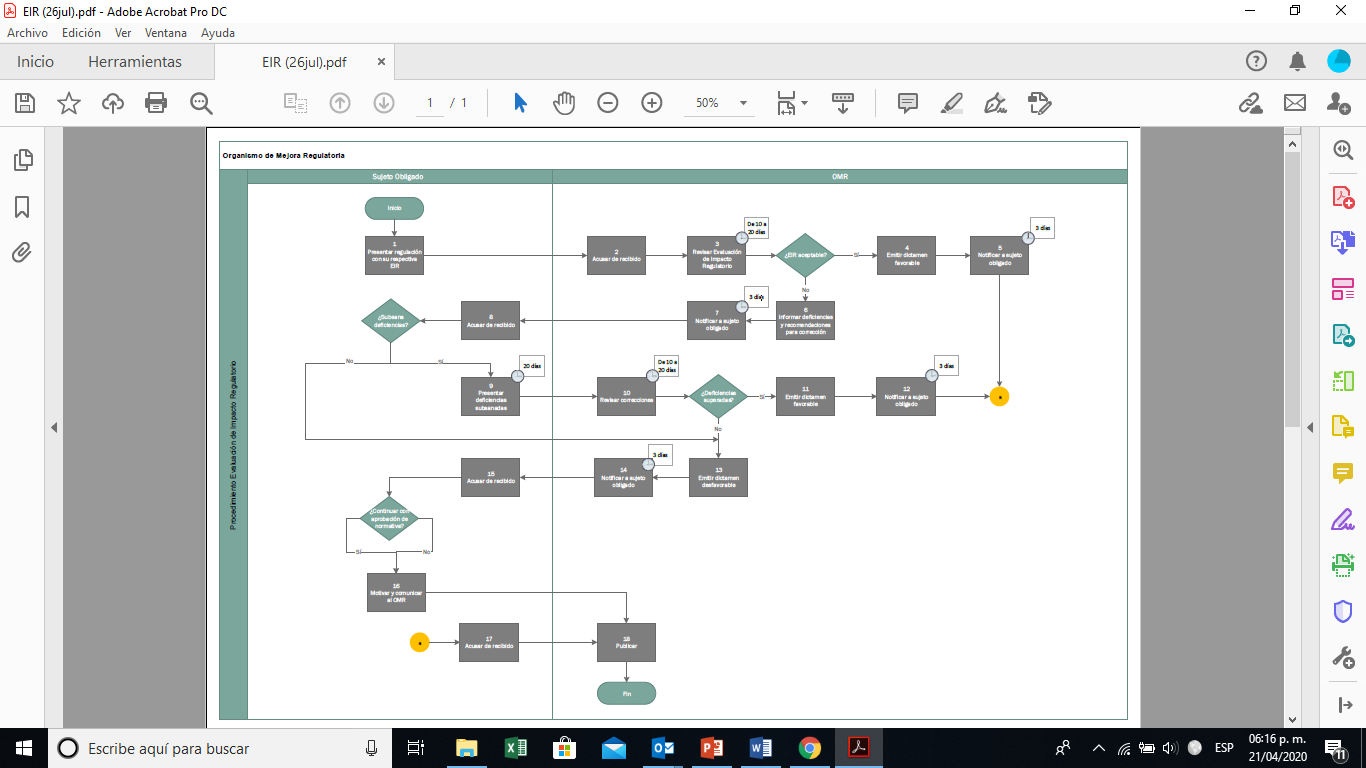 EIR (26jul).pdf - Adobe Acrobat Pro DC
Archivo Edición Ver Ventana Ayuda
Inicio Herramientas EIR (26jul).pdf ×
1 / 1 50%
Organismo de Mejora Regulatoria
Procedimiento Evaluación de Impacto Regulatorio
Sujeto Obligado OMR
Inicio
1
Presentar regulación
con su respective
EIR
2
Acusar de recibido
De 10 a
20 días
3
Revisar Evaluación
de Impacto
Regulatorio
¿EIR aceptable?
Sí
4
Emitir dictamen
favorable
3 días
5
Notificar a sujeto
obligado
No
6
Informar deficiencias
y recomendaciones
para corrección
3 días
7
Notificar a sujeto
obligado
8
Acusar de recibido
¿Subsana
deficiencias?
No
Sí
20 días
9
Presentar
deficiencias
subsanadas
De 10 a
20 días
10
Revisar correcciones
¿Deficiencias
superadas?
Sí
11
Emitir dictamen
favorable
3 días
12
Notificar a sujeto
obligado
No
13
Emitir dictamen
desfavorable
3 días
14
Notificar a sujeto
obligado
15
Acusar de recibido
¿Continuar con
aprobación de
normativa?
Sí
No
16
Motivar y comunicar
al OMR
17
Acusar de recibido
18
Publicar
Fin
Escribe aquí para buscar
ESP
06:16 p. m.
21/04/2020
11